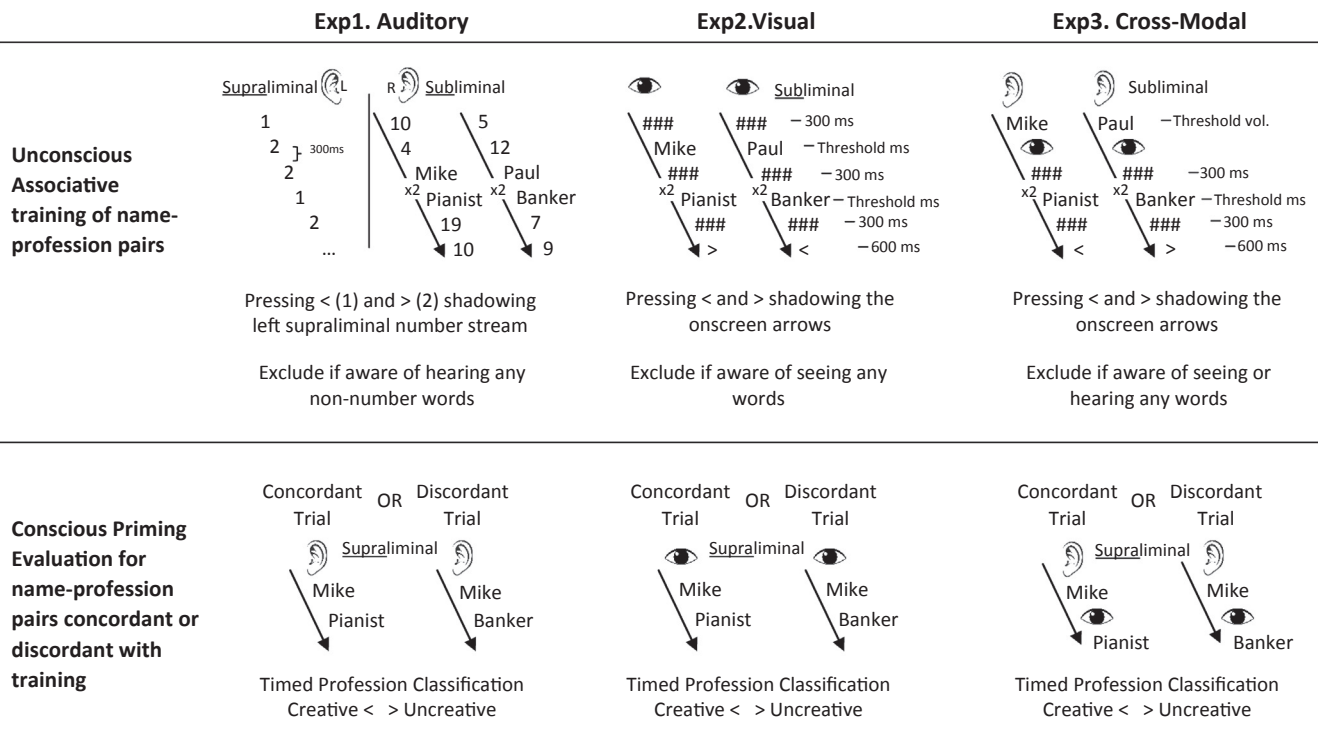 Exp1. Auditory Exp2.Visual Exp3. Cross-Modal
Unconscious
Associative
training of name-
profession pairs
Supraliminal L R Subliminal
1 10 5
2 300ms 4 12
2 Mike Paul
1 x2 Pianist x2 Banker
2 19 7
... 10 9
Pressing < (1) and > (2) shadowing
left supraliminal number stream
Exclude if aware of hearing any
non-number words
Subliminal
### ### – 300 ms
Mike Paul – Threshold ms
### ### – 300 ms
x2 Pianist x2 Banker – Threshold ms
### ### – 300 ms
> < – 600 ms
Pressing < and > shadowing the
onscreen arrows
Exclude if aware of seeing any
words
Subliminal
Mike Paul – Threshold vol.
### ### – 300 ms
x2 Pianist x2 Banker – Threshold ms
### ### – 300 ms
< > – 600 ms
Pressing < and > shadowing the
onscreen arrows
Exclude if aware of seeing or
hearing any words
Conscious Priming
Evaluation for
name-profession
pairs concordant or
discordant with
training
Concordant OR Discordant
Trial Trial
Supraliminal
Mike Mike
Pianist Banker
Timed Profession Classification
Creative < > Uncreative
Concordant OR Discordant
Trial Trial
Supraliminal
Mike Mike
Pianist Banker
Timed Profession Classification
Creative < > Uncreative
Concordant OR Discordant
Trial Trial
Supraliminal
Mike Mike
Pianist Banker
Timed Profession Classification
Creative < > Uncreative